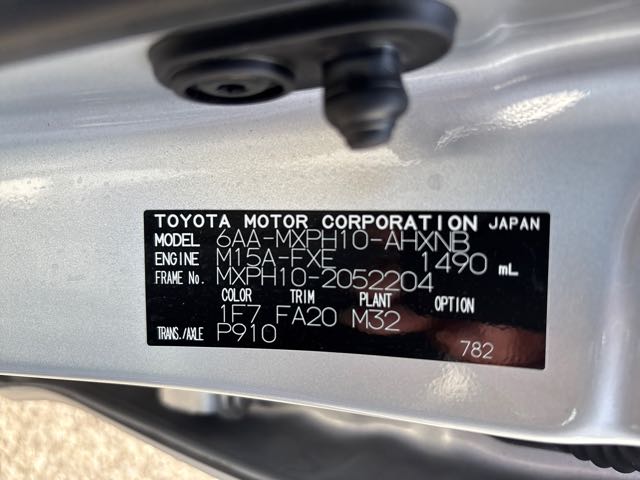 TOYOTA MOTOR CORPORATION JAPAN
MODEL 6AA-MXPH10-AHXNB
ENGINE M15A-FXE 1490 mL
FRAME No. MXPH10-2052204
COLOR TRIM PLANT OPTION
1F7 FA20 M32
TRANS./AXLE P910
782